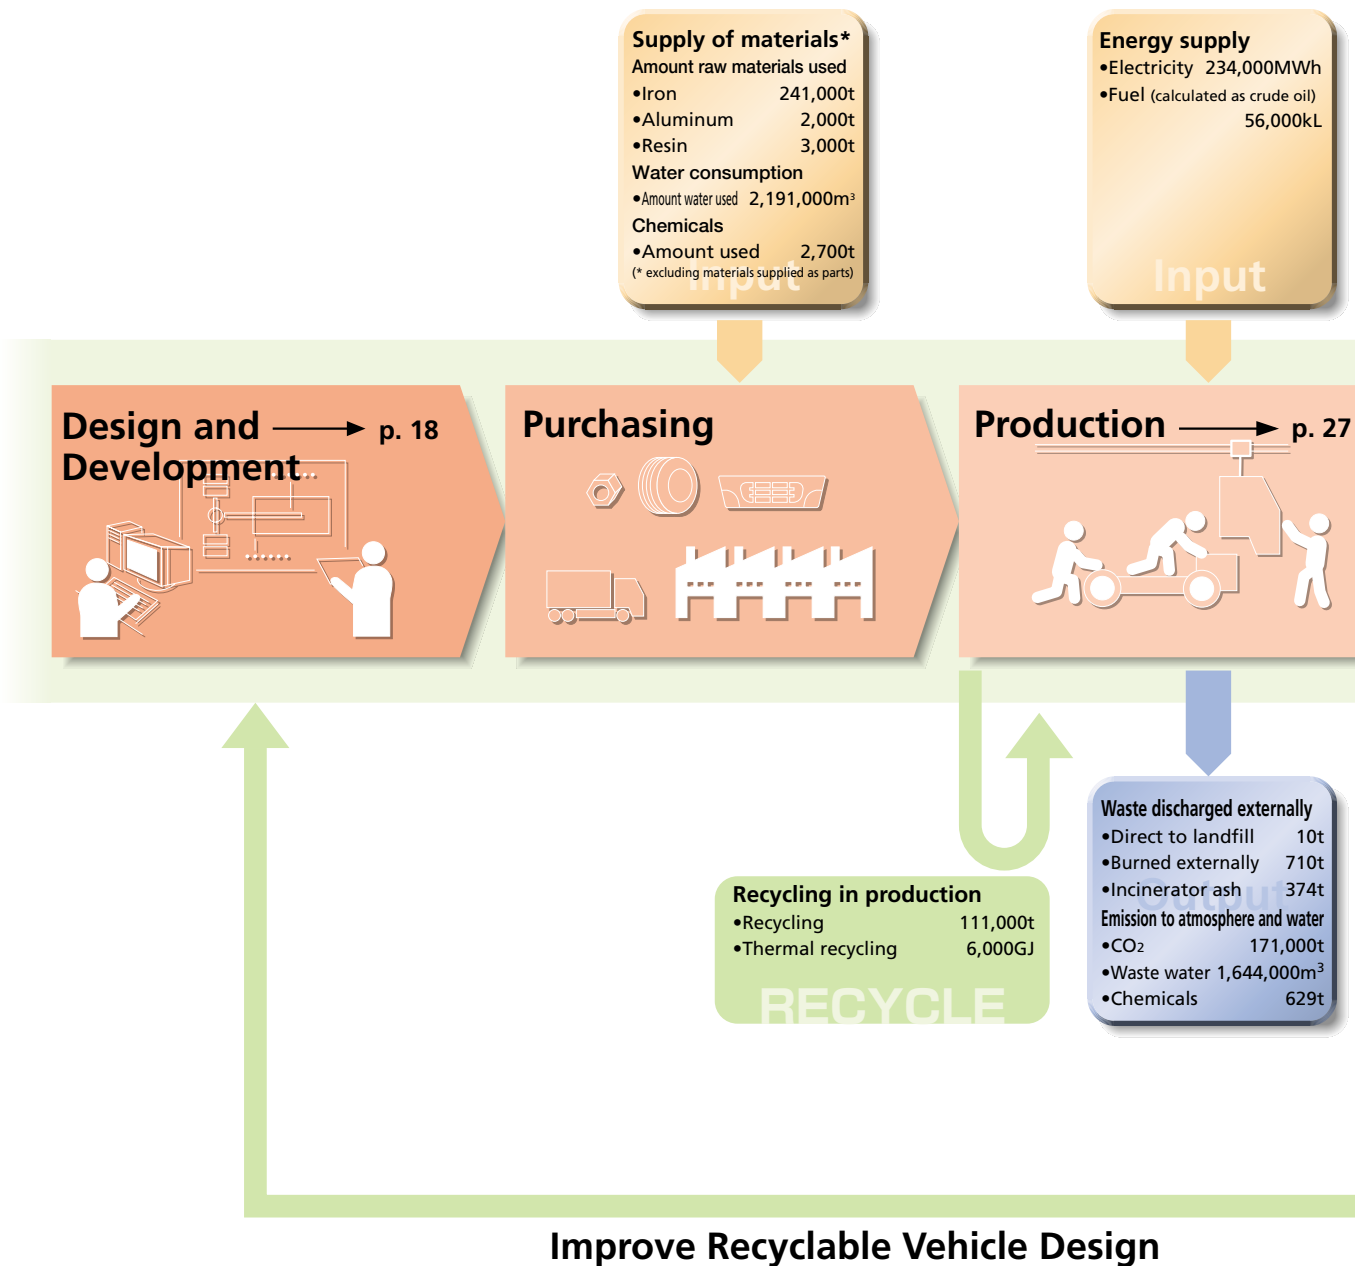 Supply of materials*
Amount raw materials used
•Iron 241,000t
•Aluminum 2,000t
•Resin 3,000t
Water consumption
•Amount water used 2,191,000m³
Chemicals
•Amount used 2,700t
(* excluding materials supplied as parts)
Input
Energy supply
•Electricity 234,000MWh
•Fuel (calculated as crude oil)
56,000kL
Input
Design and
Development
p. 18
Purchasing
Production
p. 27
Recycling in production
•Recycling 111,000t
•Thermal recycling 6,000GJ
RECYCLE
Waste discharged externally
•Direct to landfill 10t
•Burned externally 710t
•Incinerator ash 374t
Output
Emission to atmosphere and water
•CO₂ 171,000t
•Waste water 1,644,000m³
•Chemicals 629t
Improve Recyclable Vehicle Design